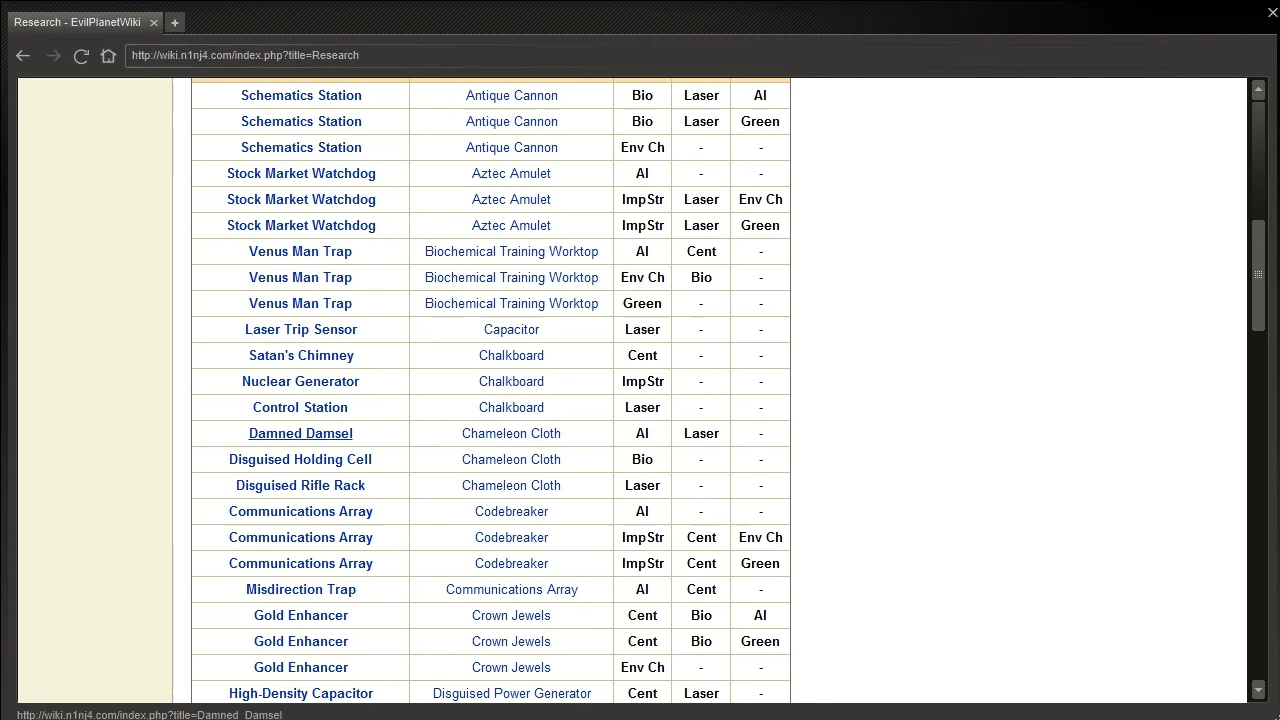 Research - EvilPlanetWiki
http://wiki.n1nj4.com/index.php?title=Research
Schematics Station Antique Cannon Bio Laser AI
Schematics Station Antique Cannon Bio Laser Green
Schematics Station Antique Cannon Env Ch - -
Stock Market Watchdog Aztec Amulet AI - -
Stock Market Watchdog Aztec Amulet ImpStr Laser Env Ch
Stock Market Watchdog Aztec Amulet ImpStr Laser Green
Venus Man Trap Biochemical Training Worktop AI Cent -
Venus Man Trap Biochemical Training Worktop Env Ch Bio -
Venus Man Trap Biochemical Training Worktop Green - -
Laser Trip Sensor Capacitor Laser - -
Satan's Chimney Chalkboard Cent - -
Nuclear Generator Chalkboard ImpStr - -
Control Station Chalkboard Laser - -
Damned Damsel Chameleon Cloth AI Laser -
Disguised Holding Cell Chameleon Cloth Bio - -
Disguised Rifle Rack Chameleon Cloth Laser - -
Communications Array Codebreaker AI - -
Communications Array Codebreaker ImpStr Cent Env Ch
Communications Array Codebreaker ImpStr Cent Green
Misdirection Trap Communications Array AI Cent -
Gold Enhancer Crown Jewels Cent Bio AI
Gold Enhancer Crown Jewels Cent Bio Green
Gold Enhancer Crown Jewels Env Ch - -
High-Density Capacitor Disguised Power Generator Cent Laser -
http://wiki.n1nj4.com/index.php?title=Damned_Damsel